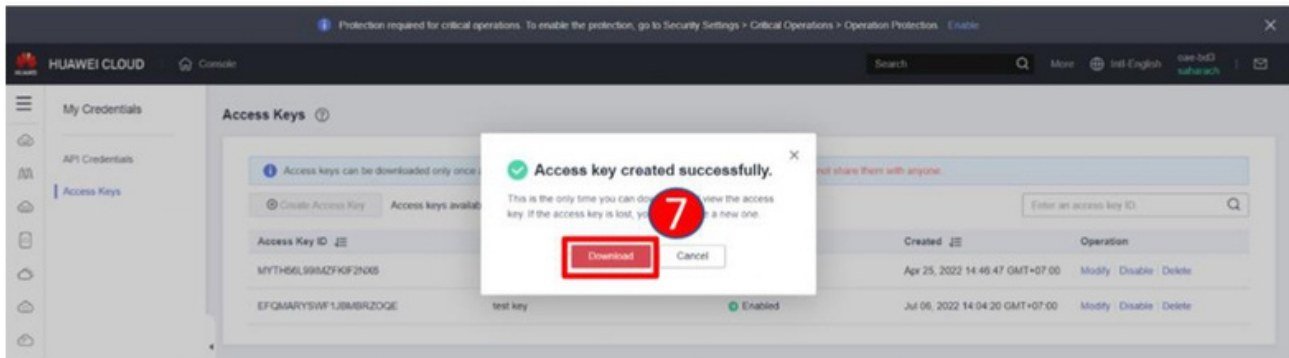 Protection required for critical operations. To enable the protection, go to Security Settings > Critical Operations > Operation Protection. Enable
HUAWEI
HUAWEI CLOUD Console Search More Intl-English oae-bd3
saharach
My Credentials
Access Keys
API Credentials
Access Keys
Access keys can be downloaded only once a
not share them with anyone.
Access key created successfully.
This is the only time you can dow view the access
key. If the access key is lost, yo e a new one.
7
Download Cancel
Create Access Key Access keys availab Enter an access key ID.
Access Key ID Created Operation
Apr 25, 2022 14:46:47 GMT+07:00 Modify Disable Delete
test key Enabled Jul 06, 2022 14:04:20 GMT+07:00 Modify Disable Delete